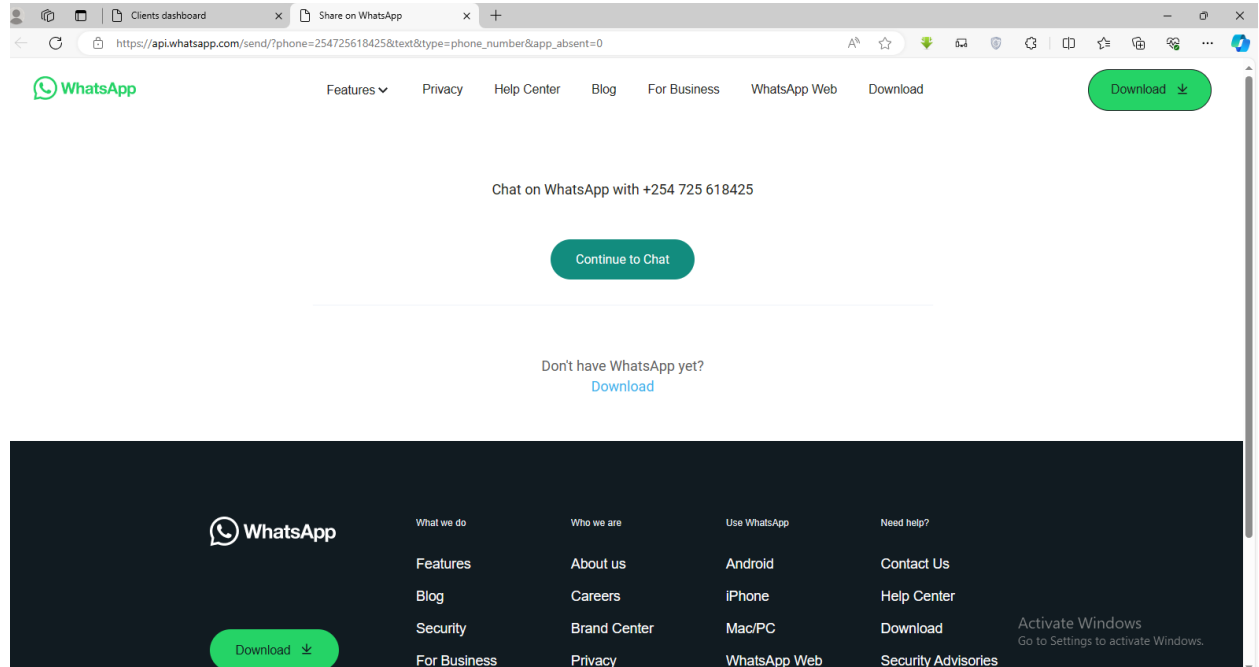 Clients dashboard
Share on WhatsApp
https://api.whatsapp.com/send/?phone=254725618425&text&type=phone_number&app_absent=0
WhatsApp
Features
Privacy
Help Center
Blog
For Business
WhatsApp Web
Download
Download
Chat on WhatsApp with +254 725 618425
Continue to Chat
Don't have WhatsApp yet?
Download
WhatsApp
Download
What we do
Features
Blog
Security
For Business
Who we are
About us
Careers
Brand Center
Privacy
Use WhatsApp
Android
iPhone
Mac/PC
WhatsApp Web
Need help?
Contact Us
Help Center
Download
Security Advisories
Activate Windows
Go to Settings to activate Windows.